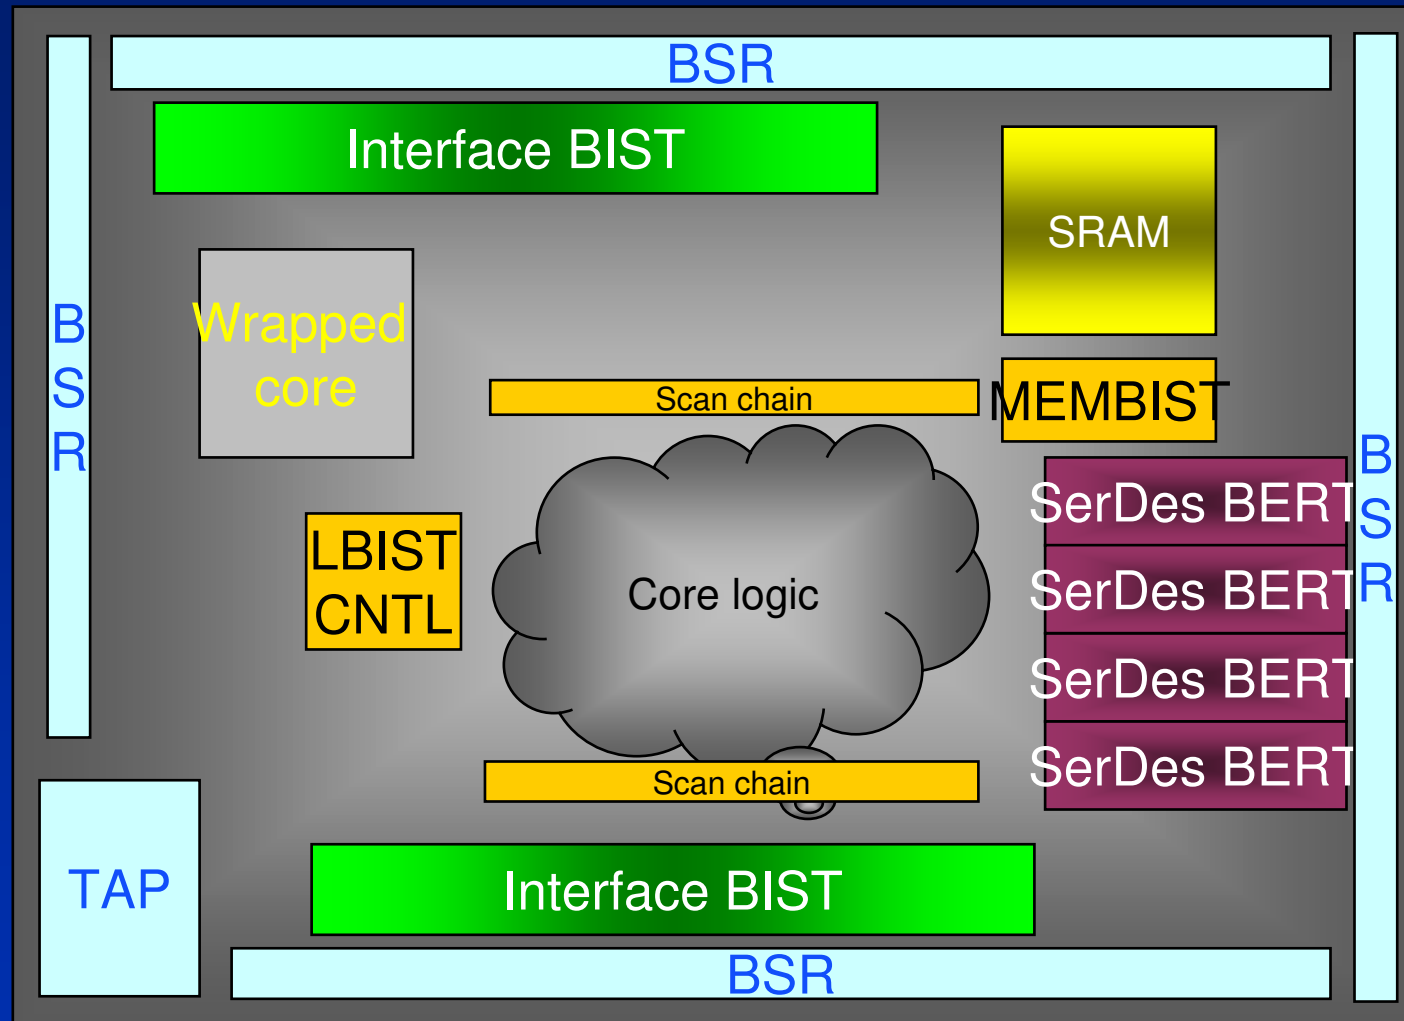 BSR
Interface BIST
SRAM
Wrapped
core
B
S
R
Scan chain
MEMBIST
B
S
R
SerDes BERT
LBIST
CNTL
Core logic
SerDes BERT
SerDes BERT
SerDes BERT
Scan chain
TAP
Interface BIST
BSR